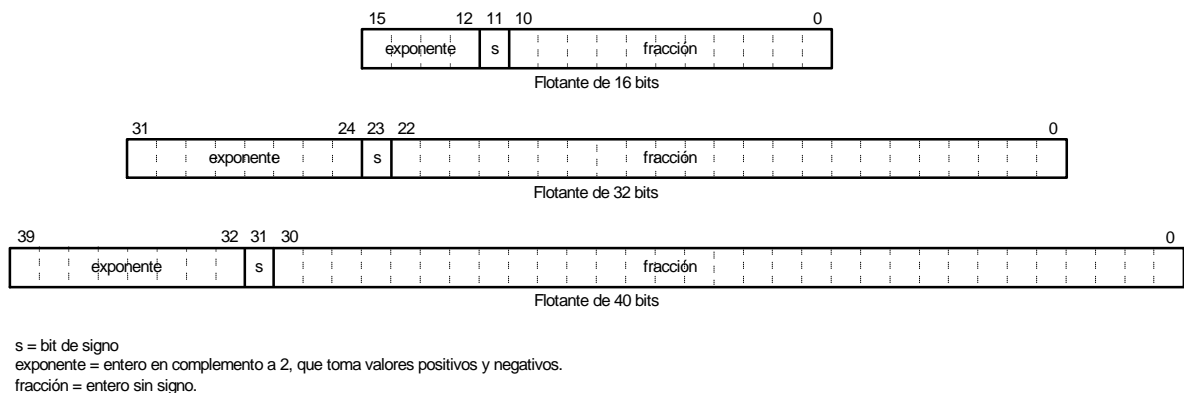 15 12 11 10 0
exponente s fracción
Flotante de 16 bits
31 24 23 22 0
exponente s fracción
Flotante de 32 bits
39 32 31 30 0
exponente s fracción
Flotante de 40 bits
s = bit de signo
exponente = entero en complemento a 2, que toma valores positivos y negativos.
fracción = entero sin signo.